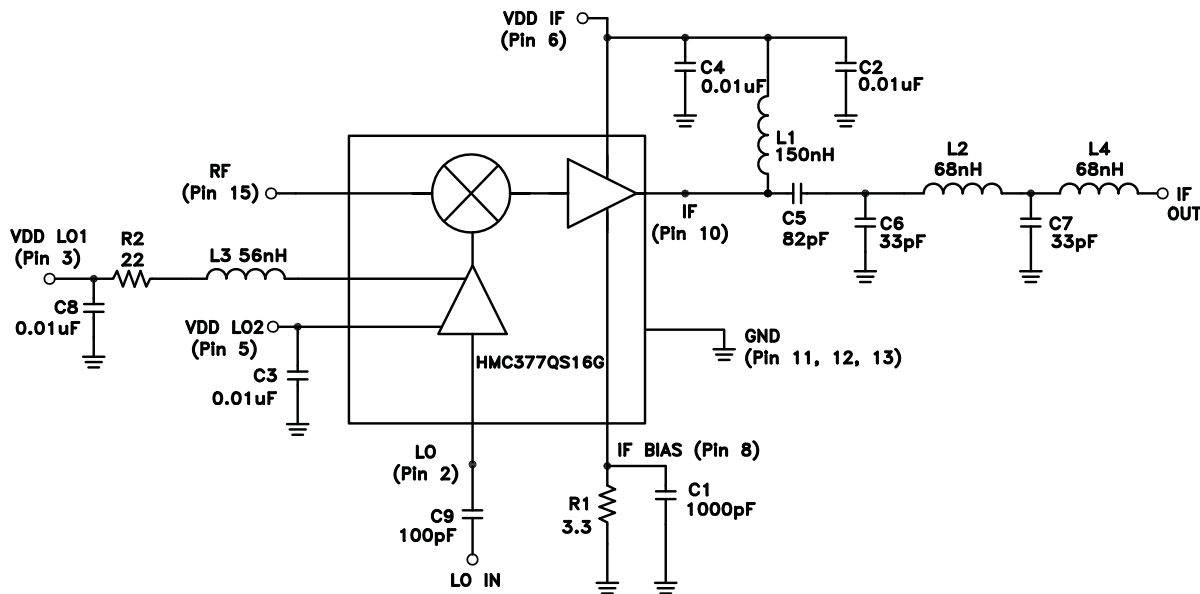 VDD IF
(Pin 6)
C4
0.01uF
C2
0.01uF
L1
150nH
L2
68nH
L4
68nH
RF
(Pin 15)
IF
(Pin 10)
C5
82pF
C6
33pF
C7
33pF
IF
OUT
VDD LO1
(Pin 3)
R2
22
L3 56nH
C8
0.01uF
VDD LO2
(Pin 5)
C3
0.01uF
HMC377QS16G
GND
(Pin 11, 12, 13)
LO
(Pin 2)
IF BIAS (Pin 8)
C9
100pF
R1
3.3
C1
1000pF
LO IN